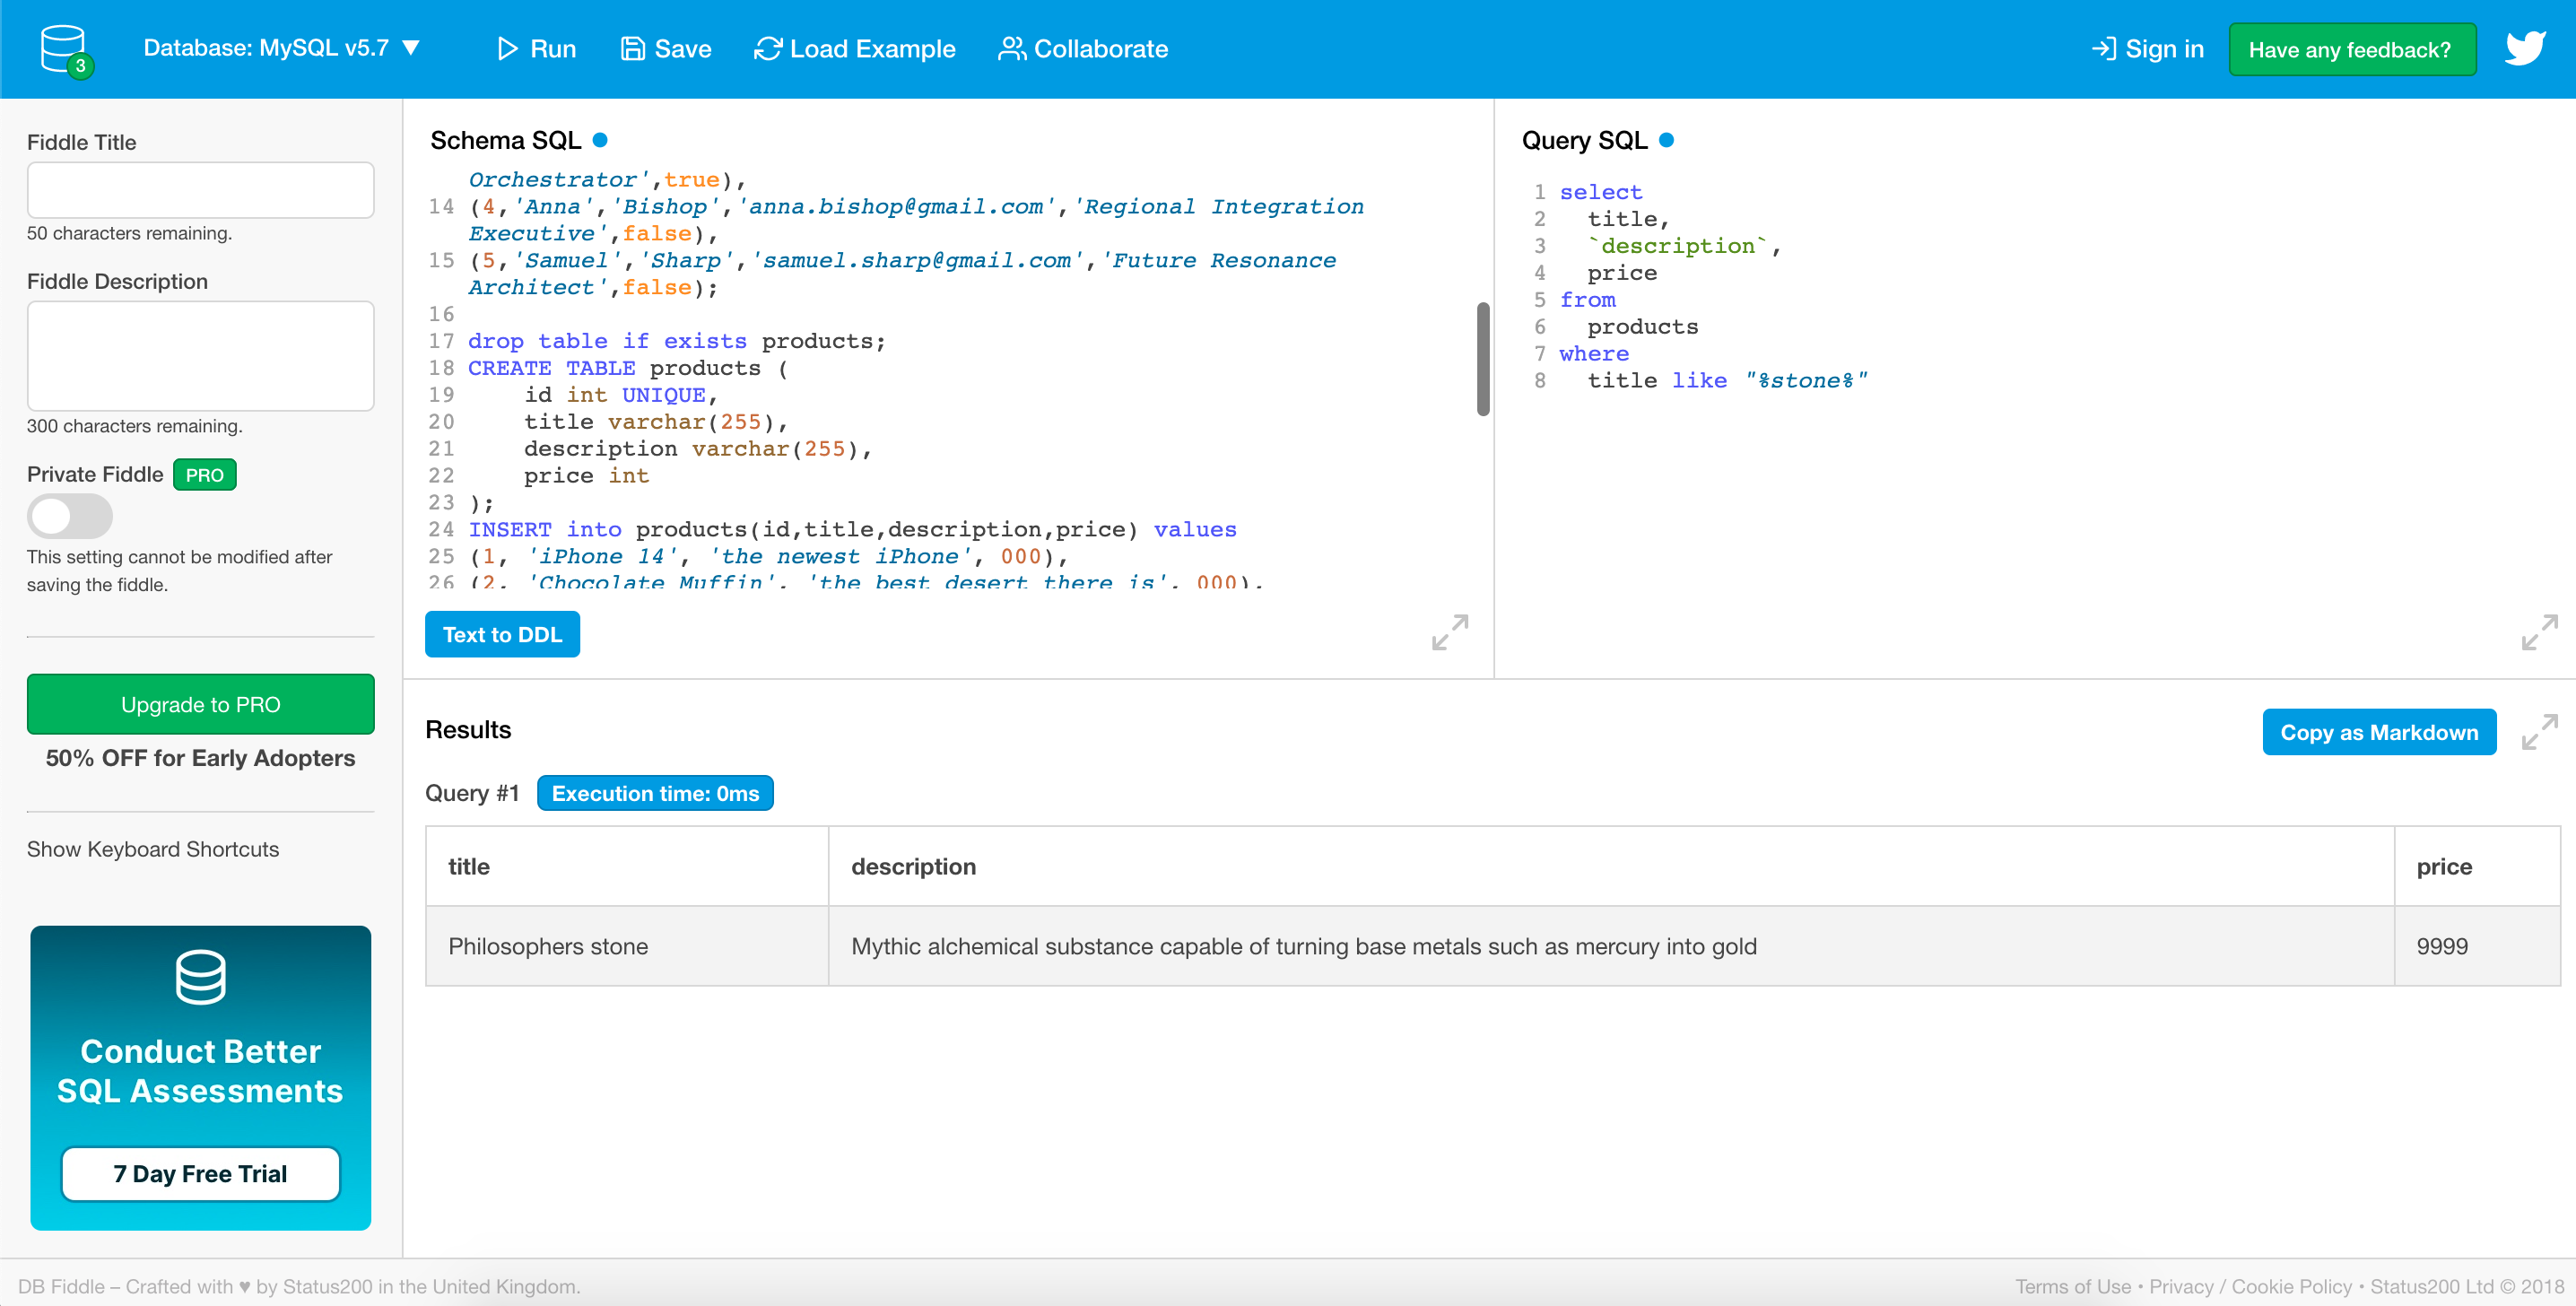 3
Database: MySQL v5.7 ▼
Run
Save
Load Example
Collaborate
Sign in
Have any feedback?
Fiddle Title
50 characters remaining.
Fiddle Description
300 characters remaining.
Private Fiddle PRO
This setting cannot be modified after
saving the fiddle.
Upgrade to PRO
50% OFF for Early Adopters
Show Keyboard Shortcuts
Conduct Better
SQL Assessments
7 Day Free Trial
Schema SQL
Orchestrator',true),
14 (4,'Anna','Bishop','anna.bishop@gmail.com','Regional Integration
Executive',false),
15 (5,'Samuel','Sharp','samuel.sharp@gmail.com','Future Resonance
Architect',false);
16
17 drop table if exists products;
18 CREATE TABLE products (
19     id int UNIQUE,
20     title varchar(255),
21     description varchar(255),
22     price int
23 );
24 INSERT into products(id,title,description,price) values
25 (1, 'iPhone 14', 'the newest iPhone', 000),
26 (2, 'Chocolate Muffin', 'the best desert there is', 000),
Text to DDL
Query SQL
1 select
2   title,
3   `description`,
4   price
5 from
6   products
7 where
8   title like "%stone%"
Results
Copy as Markdown
Query #1 Execution time: 0ms
title description price
Philosophers stone Mythic alchemical substance capable of turning base metals such as mercury into gold 9999
DB Fiddle – Crafted with ♥ by Status200 in the United Kingdom.
Terms of Use • Privacy / Cookie Policy • Status200 Ltd © 2018